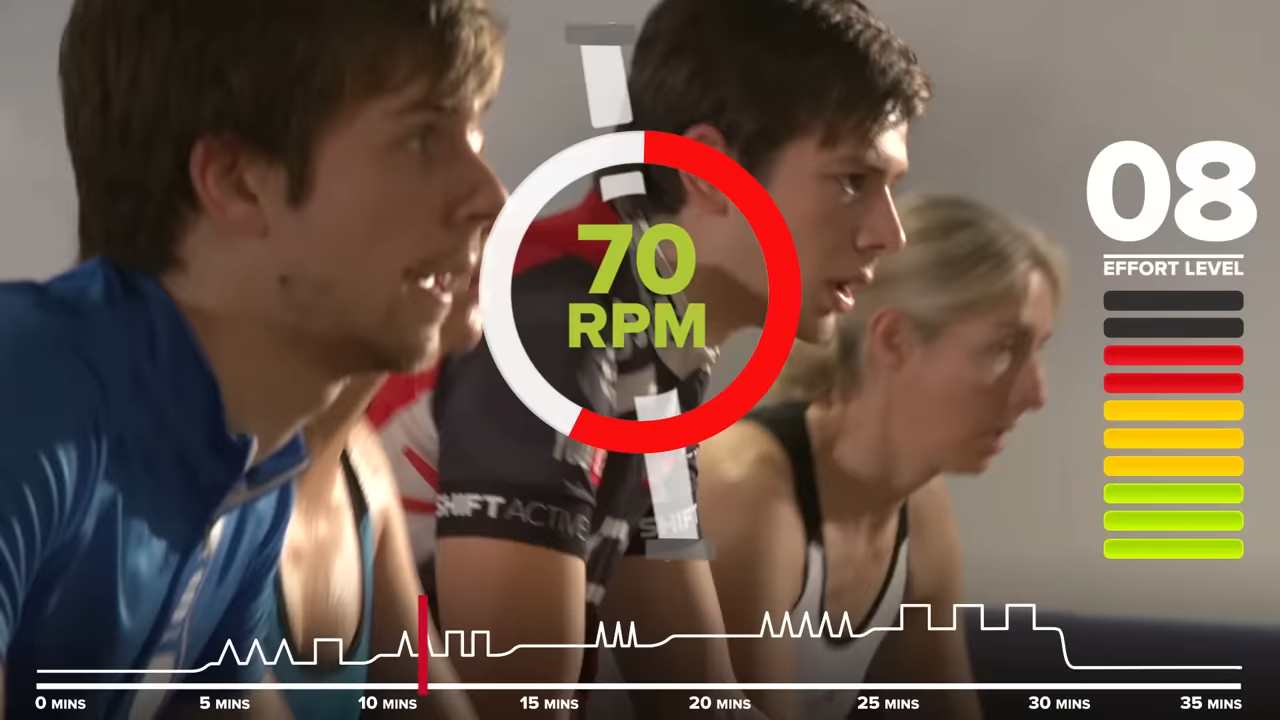 08
EFFORT LEVEL
70
RPM
SHIFT ACTIVE
SHIFT
0 MINS
5 MINS
10 MINS
15 MINS
20 MINS
25 MINS
30 MINS
35 MINS